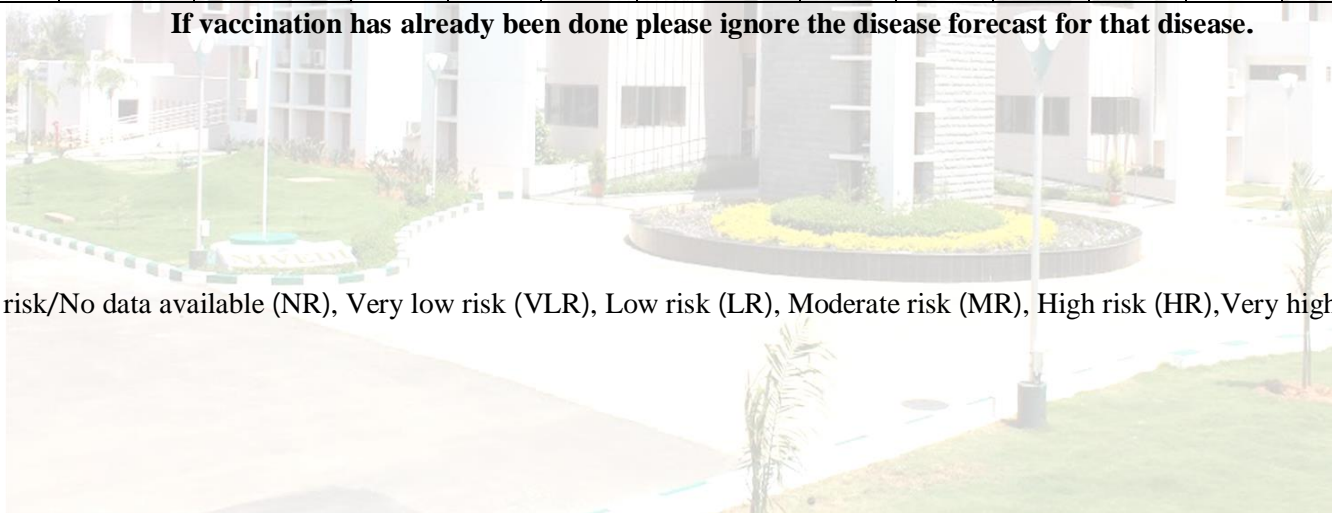 If vaccination has already been done please ignore the disease forecast for that disease.
risk/No data available (NR), Very low risk (VLR), Low risk (LR), Moderate risk (MR), High risk (HR),Very high